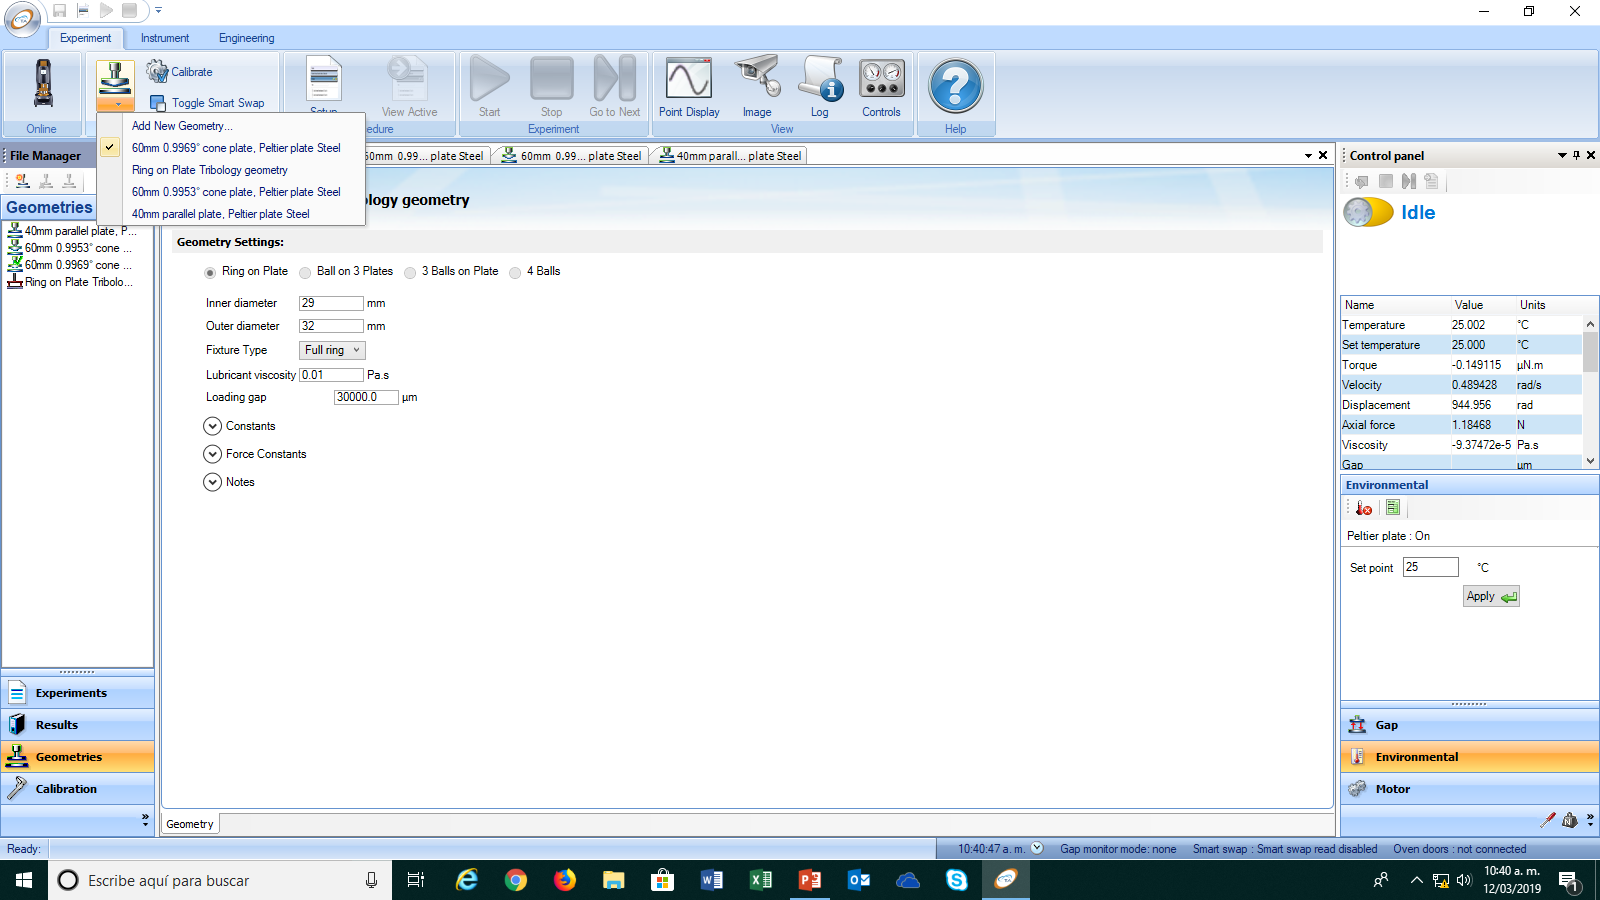 Experiment Instrument Engineering
Online
Calibrate
Toggle Smart Swap
View Active
Start Stop Go to Next
Experiment
Point Display Image Log Controls
View
Help
Add New Geometry...
60mm 0.9969° cone plate, Peltier plate Steel
Ring on Plate Tribology geometry
60mm 0.9953° cone plate, Peltier plate Steel
40mm parallel plate, Peltier plate Steel
File Manager
Geometries
40mm parallel plate, P...
60mm 0.9953° cone ...
60mm 0.9969° cone ...
Ring on Plate Tribolo...
Experiments
Results
Geometries
Calibration
60mm 0.99... plate Steel 60mm 0.99... plate Steel 40mm parall... plate Steel
geometry
Geometry Settings:
Ring on Plate Ball on 3 Plates 3 Balls on Plate 4 Balls
Inner diameter 29 mm
Outer diameter 32 mm
Fixture Type Full ring
Lubricant viscosity 0.01 Pa.s
Loading gap 30000.0 µm
Constants
Force Constants
Notes
Geometry
Control panel
Idle
Name Value Units
Temperature 25.002 °C
Set temperature 25.000 °C
Torque -0.149115 µN.m
Velocity 0.489428 rad/s
Displacement 944.956 rad
Axial force 1.18468 N
Viscosity -9.37472e-5 Pa.s
Gap µm
Environmental
Peltier plate : On
Set point 25 °C
Apply
Gap
Environmental
Motor
Ready: 10:40:47 a. m. Gap monitor mode: none Smart swap : Smart swap read disabled Oven doors : not connected
Escribe aquí para buscar
10:40 a. m.
12/03/2019
1